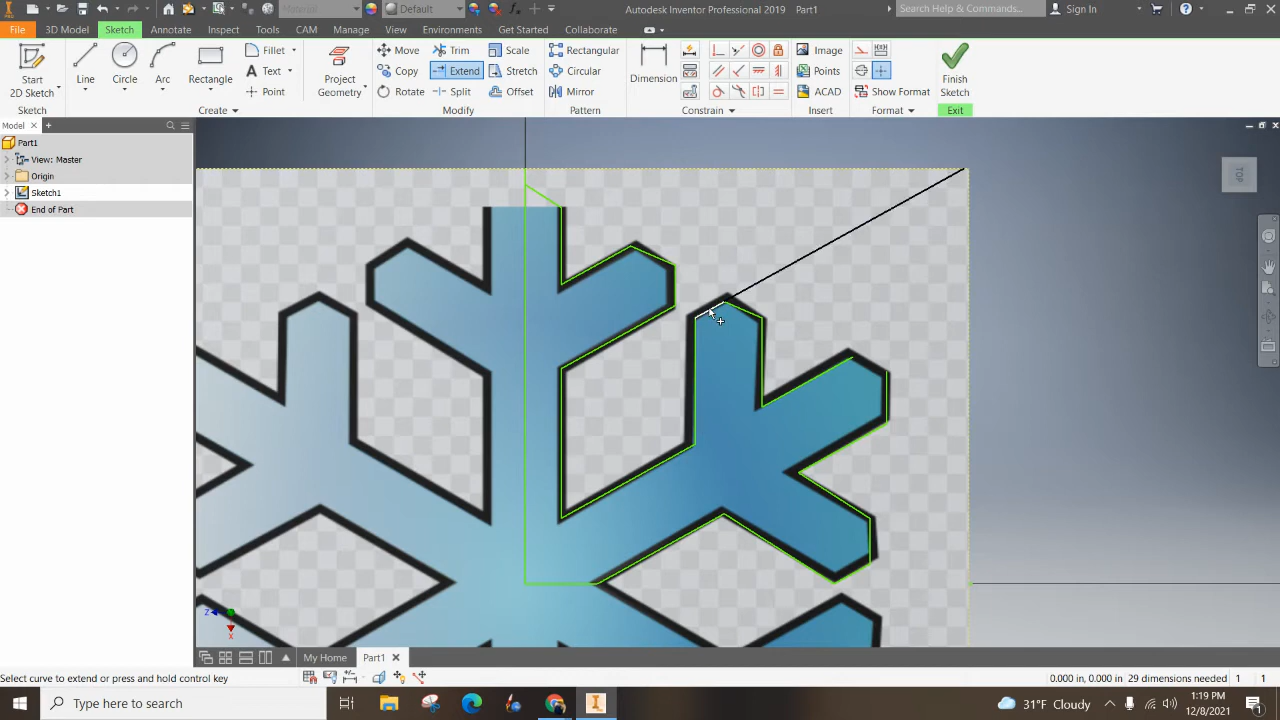 Material
Default
Autodesk Inventor Professional 2019  Part1
Search Help & Commands...
Sign In
File
3D Model
Sketch
Annotate
Inspect
Tools
CAM
Manage
View
Environments
Get Started
Collaborate
Start
2D Sketch
Line
Circle
Arc
Rectangle
Fillet
Text
Point
Project
Geometry
Move
Copy
Rotate
Trim
Extend
Split
Scale
Stretch
Offset
Rectangular
Circular
Mirror
Dimension
Image
Points
ACAD
Show Format
Finish
Sketch
Sketch
Create
Modify
Pattern
Constrain
Insert
Format
Exit
Model
Part1
View: Master
Origin
Sketch1
End of Part
TOP
Z
X
My Home
Part1
Select curve to extend or press and hold control key
0.000 in, 0.000 in
29 dimensions needed
1
1
Type here to search
31°F Cloudy
1:19 PM
12/8/2021